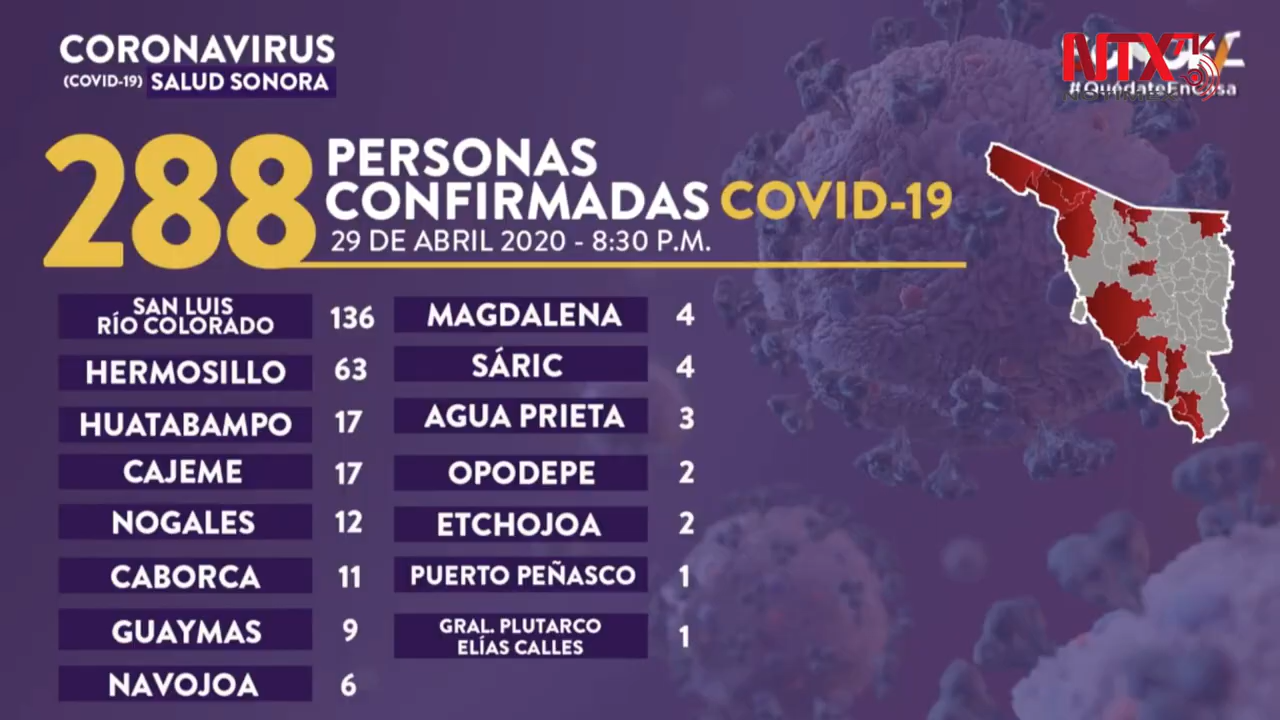 CORONAVIRUS
(COVID-19) SALUD SONORA
NTX
#QuédateEnCasa
288
PERSONAS
CONFIRMADAS COVID-19
29 DE ABRIL 2020 - 8:30 P.M.
SAN LUIS
RÍO COLORADO 136
HERMOSILLO 63
HUATABAMPO 17
CAJEME 17
NOGALES 12
CABORCA 11
GUAYMAS 9
NAVOJOA 6
MAGDALENA 4
SÁRIC 4
AGUA PRIETA 3
OPODEPE 2
ETCHOJOA 2
PUERTO PEÑASCO 1
GRAL. PLUTARCO
ELÍAS CALLES 1